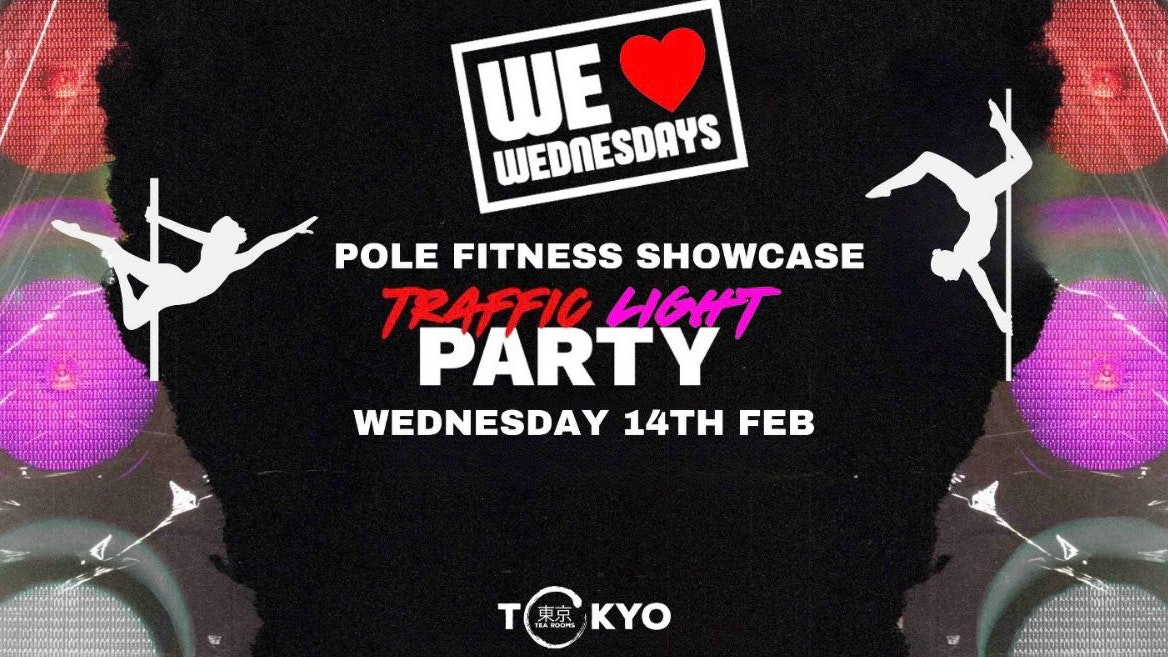 WE ❤
WEDNESDAYS
POLE FITNESS SHOWCASE
TRAFFIC LIGHT
PARTY
WEDNESDAY 14TH FEB
TOKYO
東京
TEA ROOMS